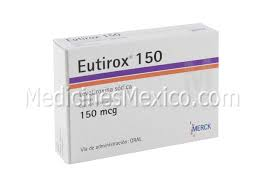 Eutirox® 150
Levotiroxina sódica
MedicinesMexico.com
150 mcg
Vía de administración: ORAL
MERCK